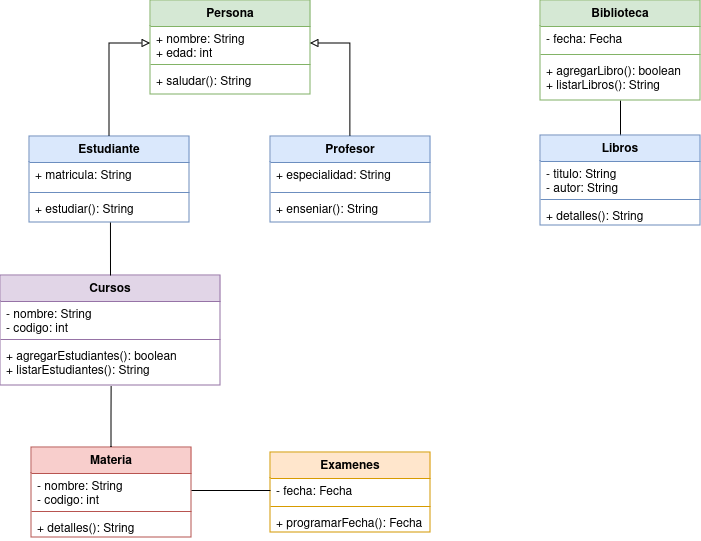 Persona
+ nombre: String
+ edad: int
+ saludar(): String
Biblioteca
- fecha: Fecha
+ agregarLibro(): boolean
+ listarLibros(): String
Estudiante
+ matricula: String
+ estudiar(): String
Profesor
+ especialidad: String
+ enseniar(): String
Libros
- titulo: String
- autor: String
+ detalles(): String
Cursos
- nombre: String
- codigo: int
+ agregarEstudiantes(): boolean
+ listarEstudiantes(): String
Materia
- nombre: String
- codigo: int
+ detalles(): String
Examenes
- fecha: Fecha
+ programarFecha(): Fecha